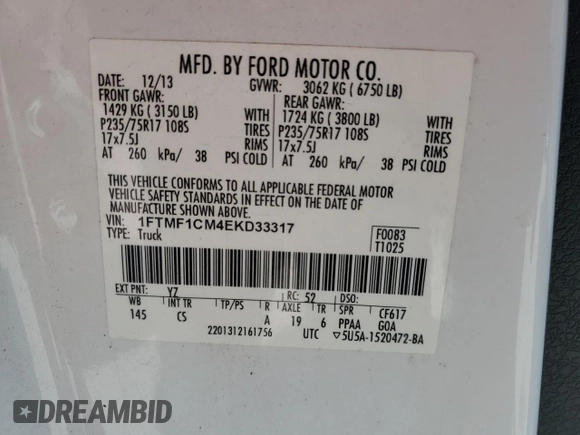 MFD. BY FORD MOTOR CO.
DATE: 12/13 GVWR: 3062 KG ( 6750 LB)
FRONT GAWR: REAR GAWR:
1429 KG ( 3150 LB) WITH 1724 KG ( 3800 LB) WITH
P235/75R17 108S TIRES P235/75R17 108S TIRES
17x7.5J RIMS 17x7.5J RIMS
AT 260 kPa/ 38 PSI COLD AT 260 kPa/ 38 PSI COLD
THIS VEHICLE CONFORMS TO ALL APPLICABLE FEDERAL MOTOR
VEHICLE SAFETY STANDARDS IN EFFECT ON THE DATE OF
MANUFACTURE SHOWN ABOVE.
VIN: 1FTMF1CM4EKD33317 F0083
TYPE: Truck T1025
EXT PNT: YZ RC: 52 DSO:
WB INT TR TP/PS R AXLE TR SPR CF617
145 CS A 19 6 PPAA GOA
2201312161756 UTC ▽5U5A-1520472-BA
DREAMBID